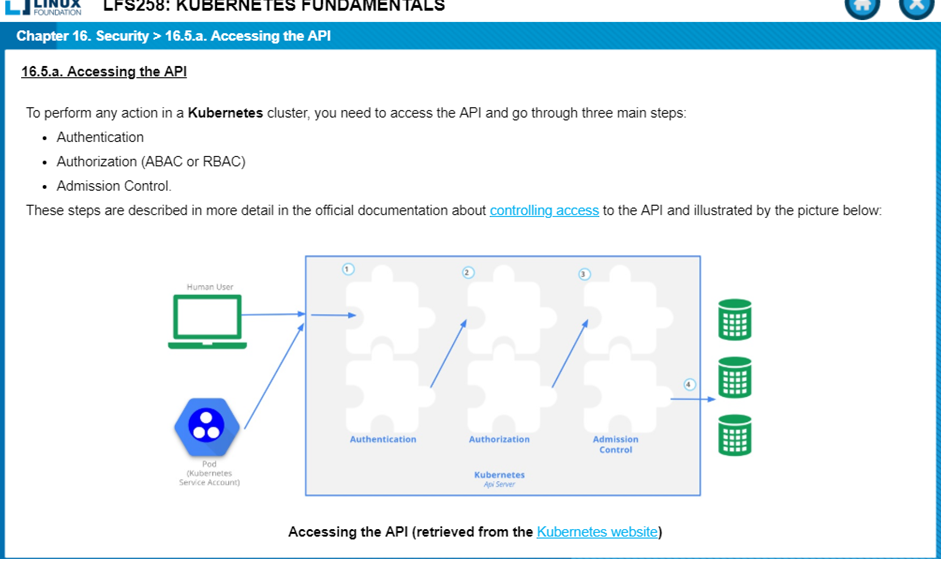 LINUX
FOUNDATION
LFS258: KUBERNETES FUNDAMENTALS
Chapter 16. Security > 16.5.a. Accessing the API
16.5.a. Accessing the API
To perform any action in a Kubernetes cluster, you need to access the API and go through three main steps:
• Authentication
• Authorization (ABAC or RBAC)
• Admission Control.
These steps are described in more detail in the official documentation about controlling access to the API and illustrated by the picture below:
Human User
1
2
3
4
Pod
(Kubernetes
Service Account)
Authentication
Authorization
Admission
Control
Kubernetes
Api Server
Accessing the API (retrieved from the Kubernetes website)